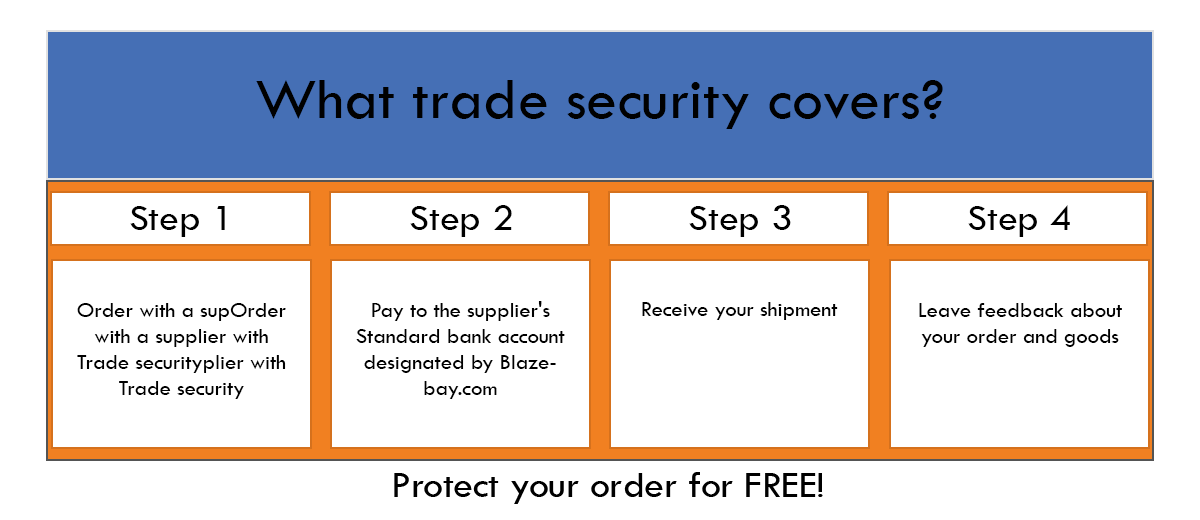 What trade security covers?
Step 1
Step 2
Step 3
Step 4
Order with a supOrder
with a supplier with
Trade securityplier with
Trade security
Pay to the supplier's
Standard bank account
designated by Blaze-
bay.com
Receive your shipment
Leave feedback about
your order and goods
Protect your order for FREE!